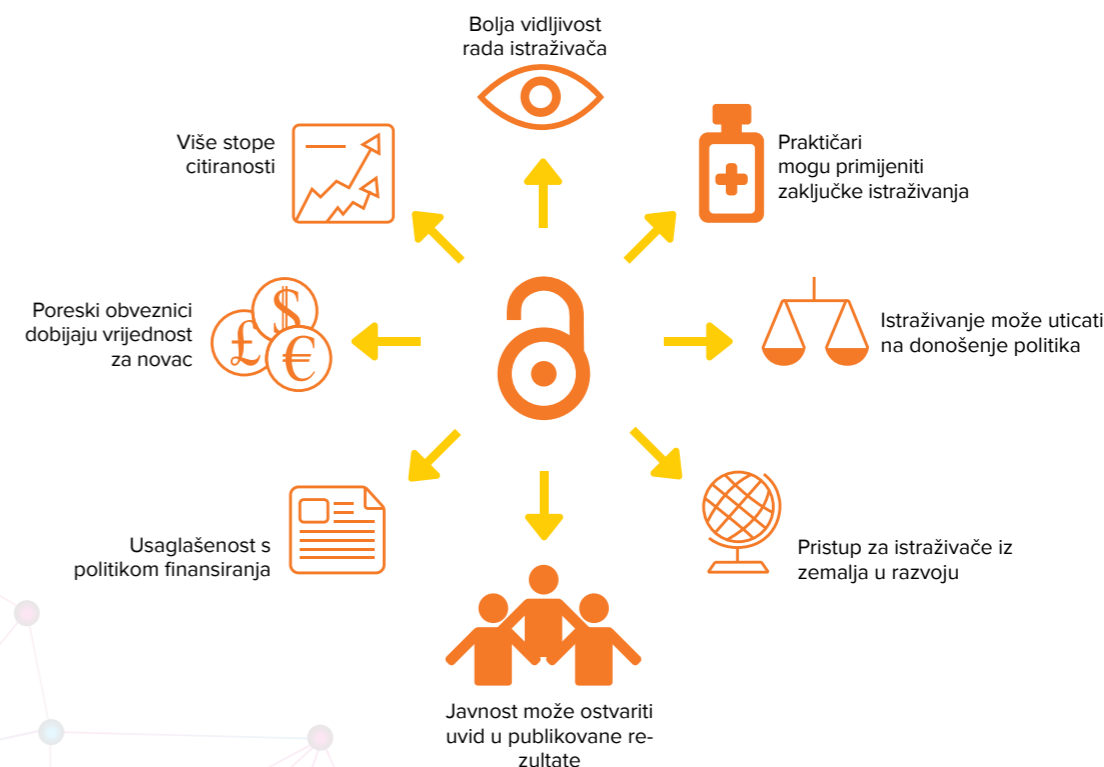 Bolja vidljivost
rada istraživača
Više stope
citiranosti
Praktičari
mogu primijeniti
zaključke istraživanja
Poreski obveznici
dobijaju vrijednost
za novac
$
£
€
Istraživanje može uticati
na donošenje politika
Usaglašenost s
politikom finansiranja
Pristup za istraživače iz
zemalja u razvoju
Javnost može ostvariti
uvid u publikovane re-
zultate